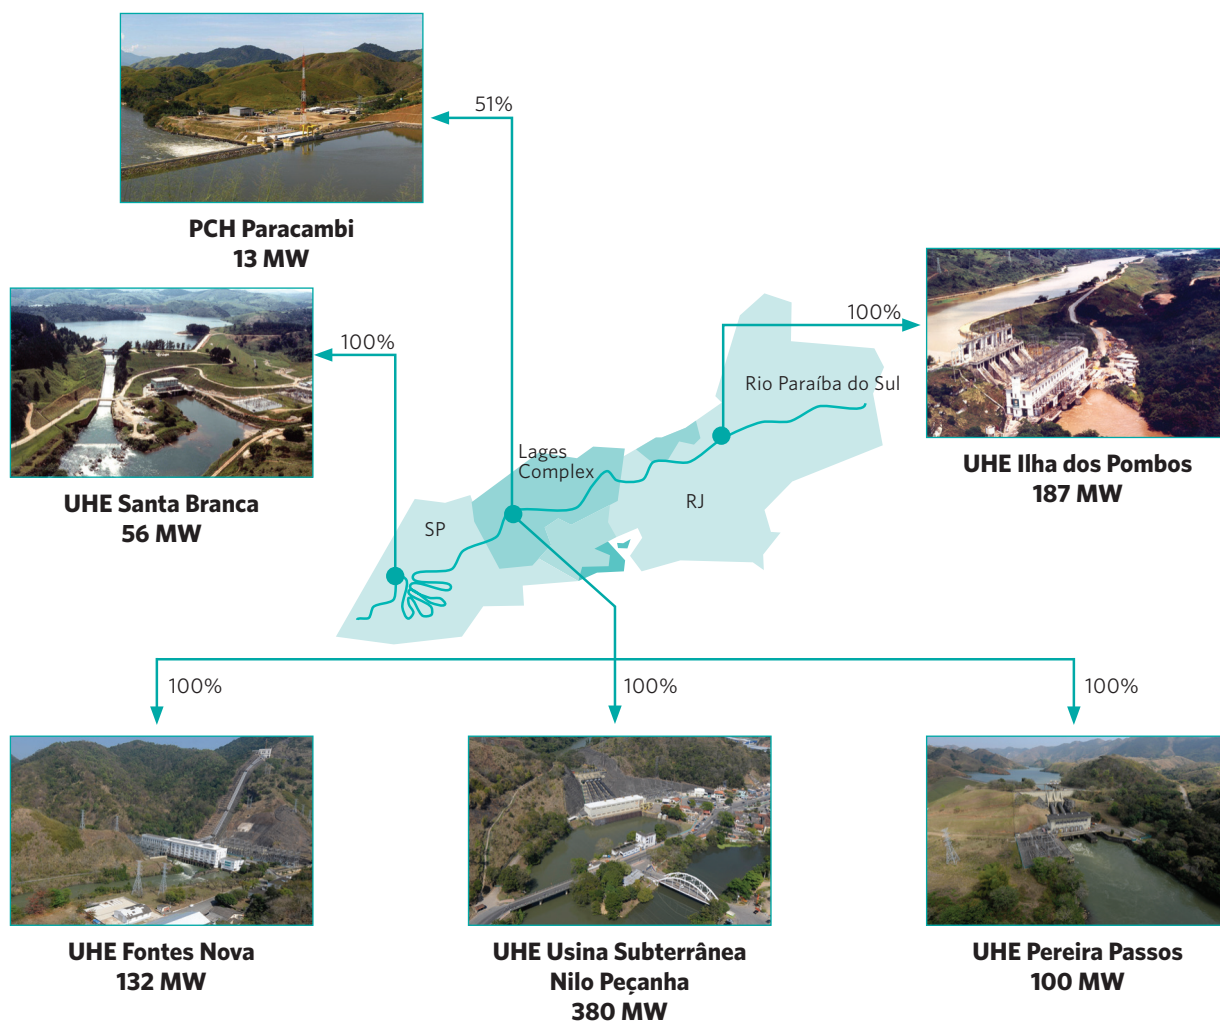 51%
PCH Paracambi
13 MW
100%
UHE Santa Branca
56 MW
100%
Rio Paraíba do Sul
UHE Ilha dos Pombos
187 MW
Lages
Complex
RJ
SP
100%
100%
100%
UHE Fontes Nova
132 MW
UHE Usina Subterrânea
Nilo Peçanha
380 MW
UHE Pereira Passos
100 MW